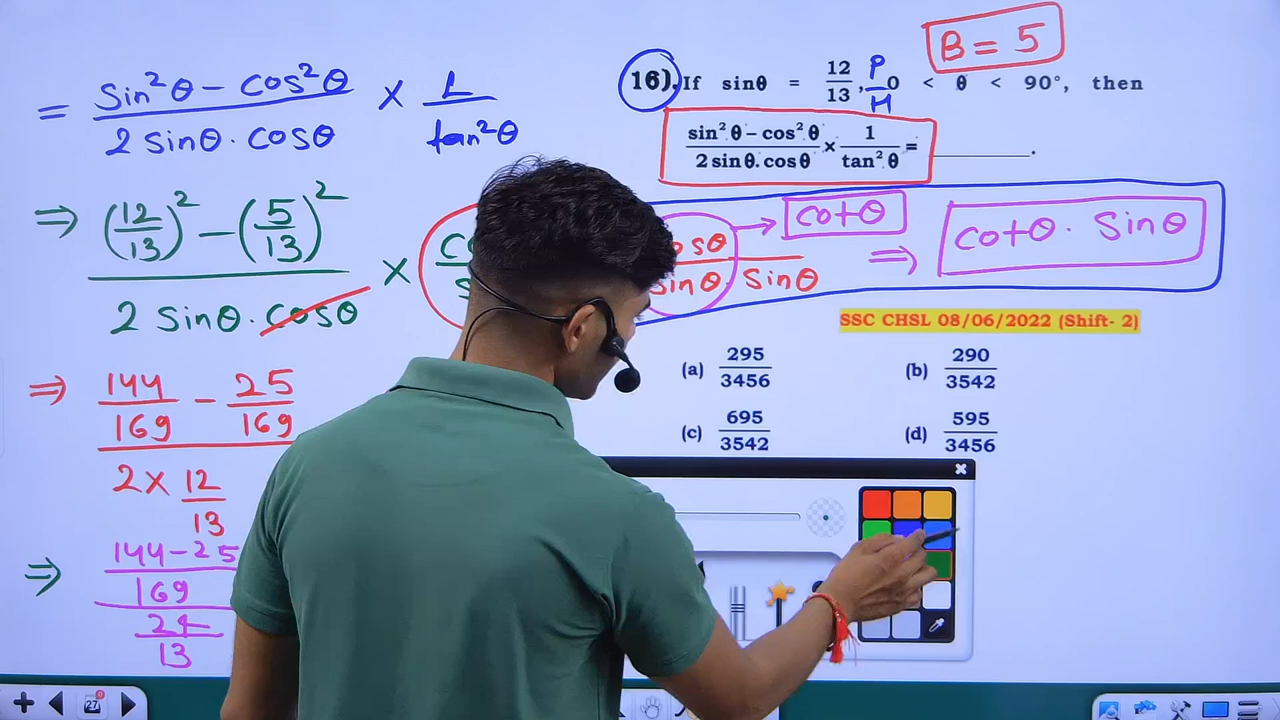 B = 5
16). If sinθ = 12/13, P/H 0 < θ < 90°, then
sin²θ – cos²θ / 2 sinθ. cosθ × 1 / tan²θ = ________.
= Sin²θ – cos²θ / 2 Sinθ · cosθ × 1 / tan²θ
⇒ (12/13)² – (5/13)² / 2 Sinθ · cosθ ×
Sinθ · Sinθ → cotθ ⇒ cotθ · Sinθ
SSC CHSL 08/06/2022 (Shift- 2)
(a) 295/3456 (b) 290/3542
(c) 695/3542 (d) 595/3456
⇒ 144/169 – 25/169
2 × 12/13
⇒ 144 – 25 / 169
24/13
27